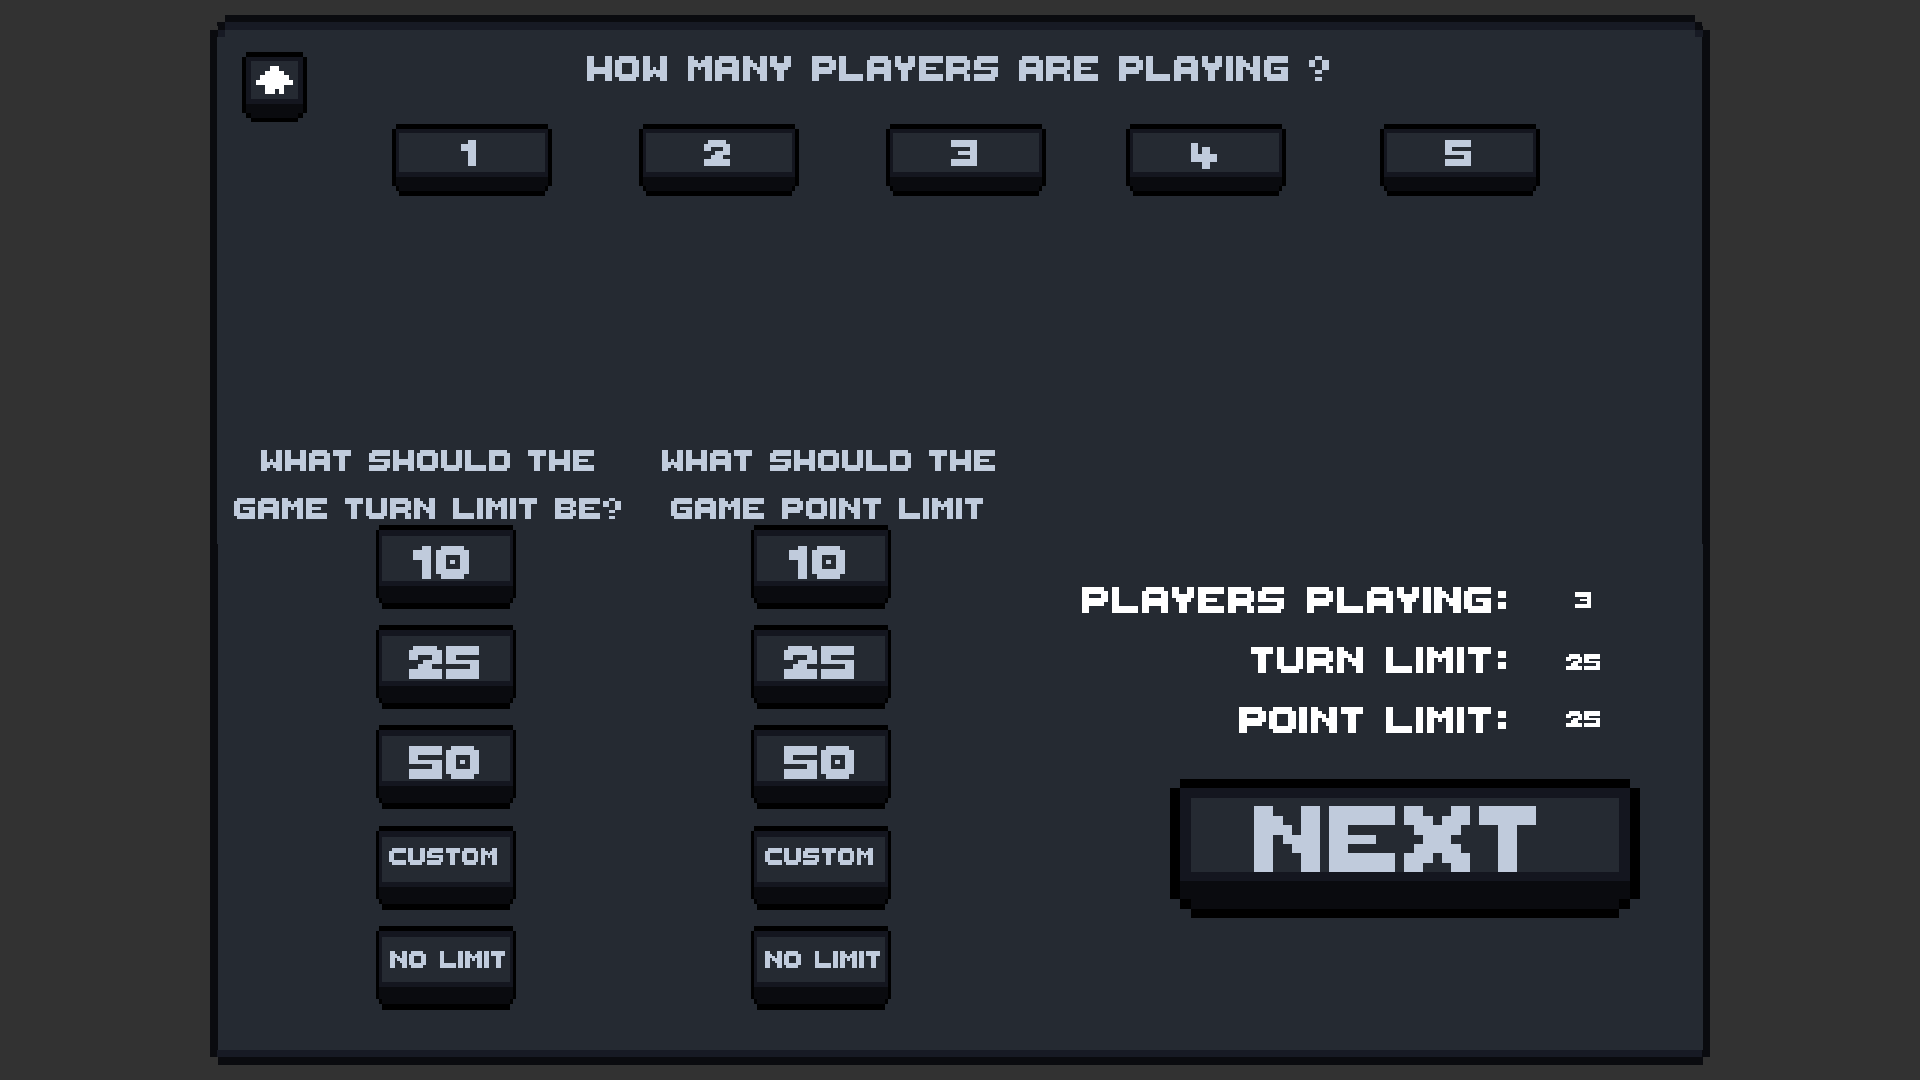 HOW MANY PLAYERS ARE PLAYING ?
1 2 3 4 5
WHAT SHOULD THE
GAME TURN LIMIT BE?
10
25
50
CUSTOM
NO LIMIT
WHAT SHOULD THE
GAME POINT LIMIT
10
25
50
CUSTOM
NO LIMIT
PLAYERS PLAYING: 3
TURN LIMIT: 25
POINT LIMIT: 25
NEXT